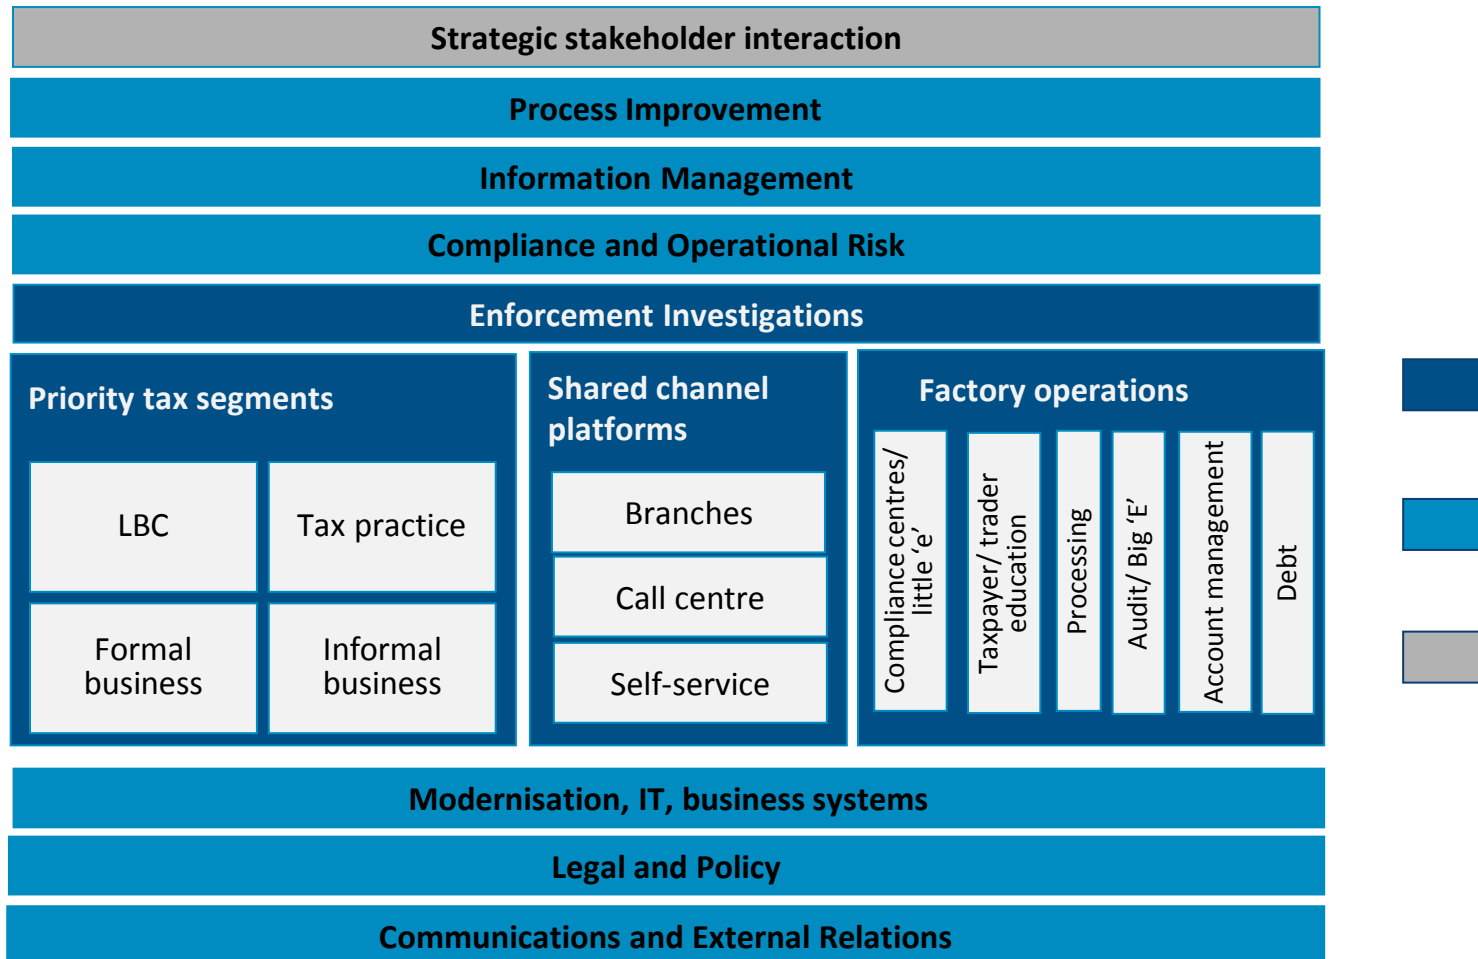 Strategic stakeholder interaction
Process Improvement
Information Management
Compliance and Operational Risk
Enforcement Investigations
Priority tax segments
LBC
Tax practice
Formal
business
Informal
business
Shared channel
platforms
Branches
Call centre
Self-service
Factory operations
Compliance centres/
little ‘e’
Taxpayer/ trader
education
Processing
Audit/ Big ‘E’
Account management
Debt
Modernisation, IT, business systems
Legal and Policy
Communications and External Relations